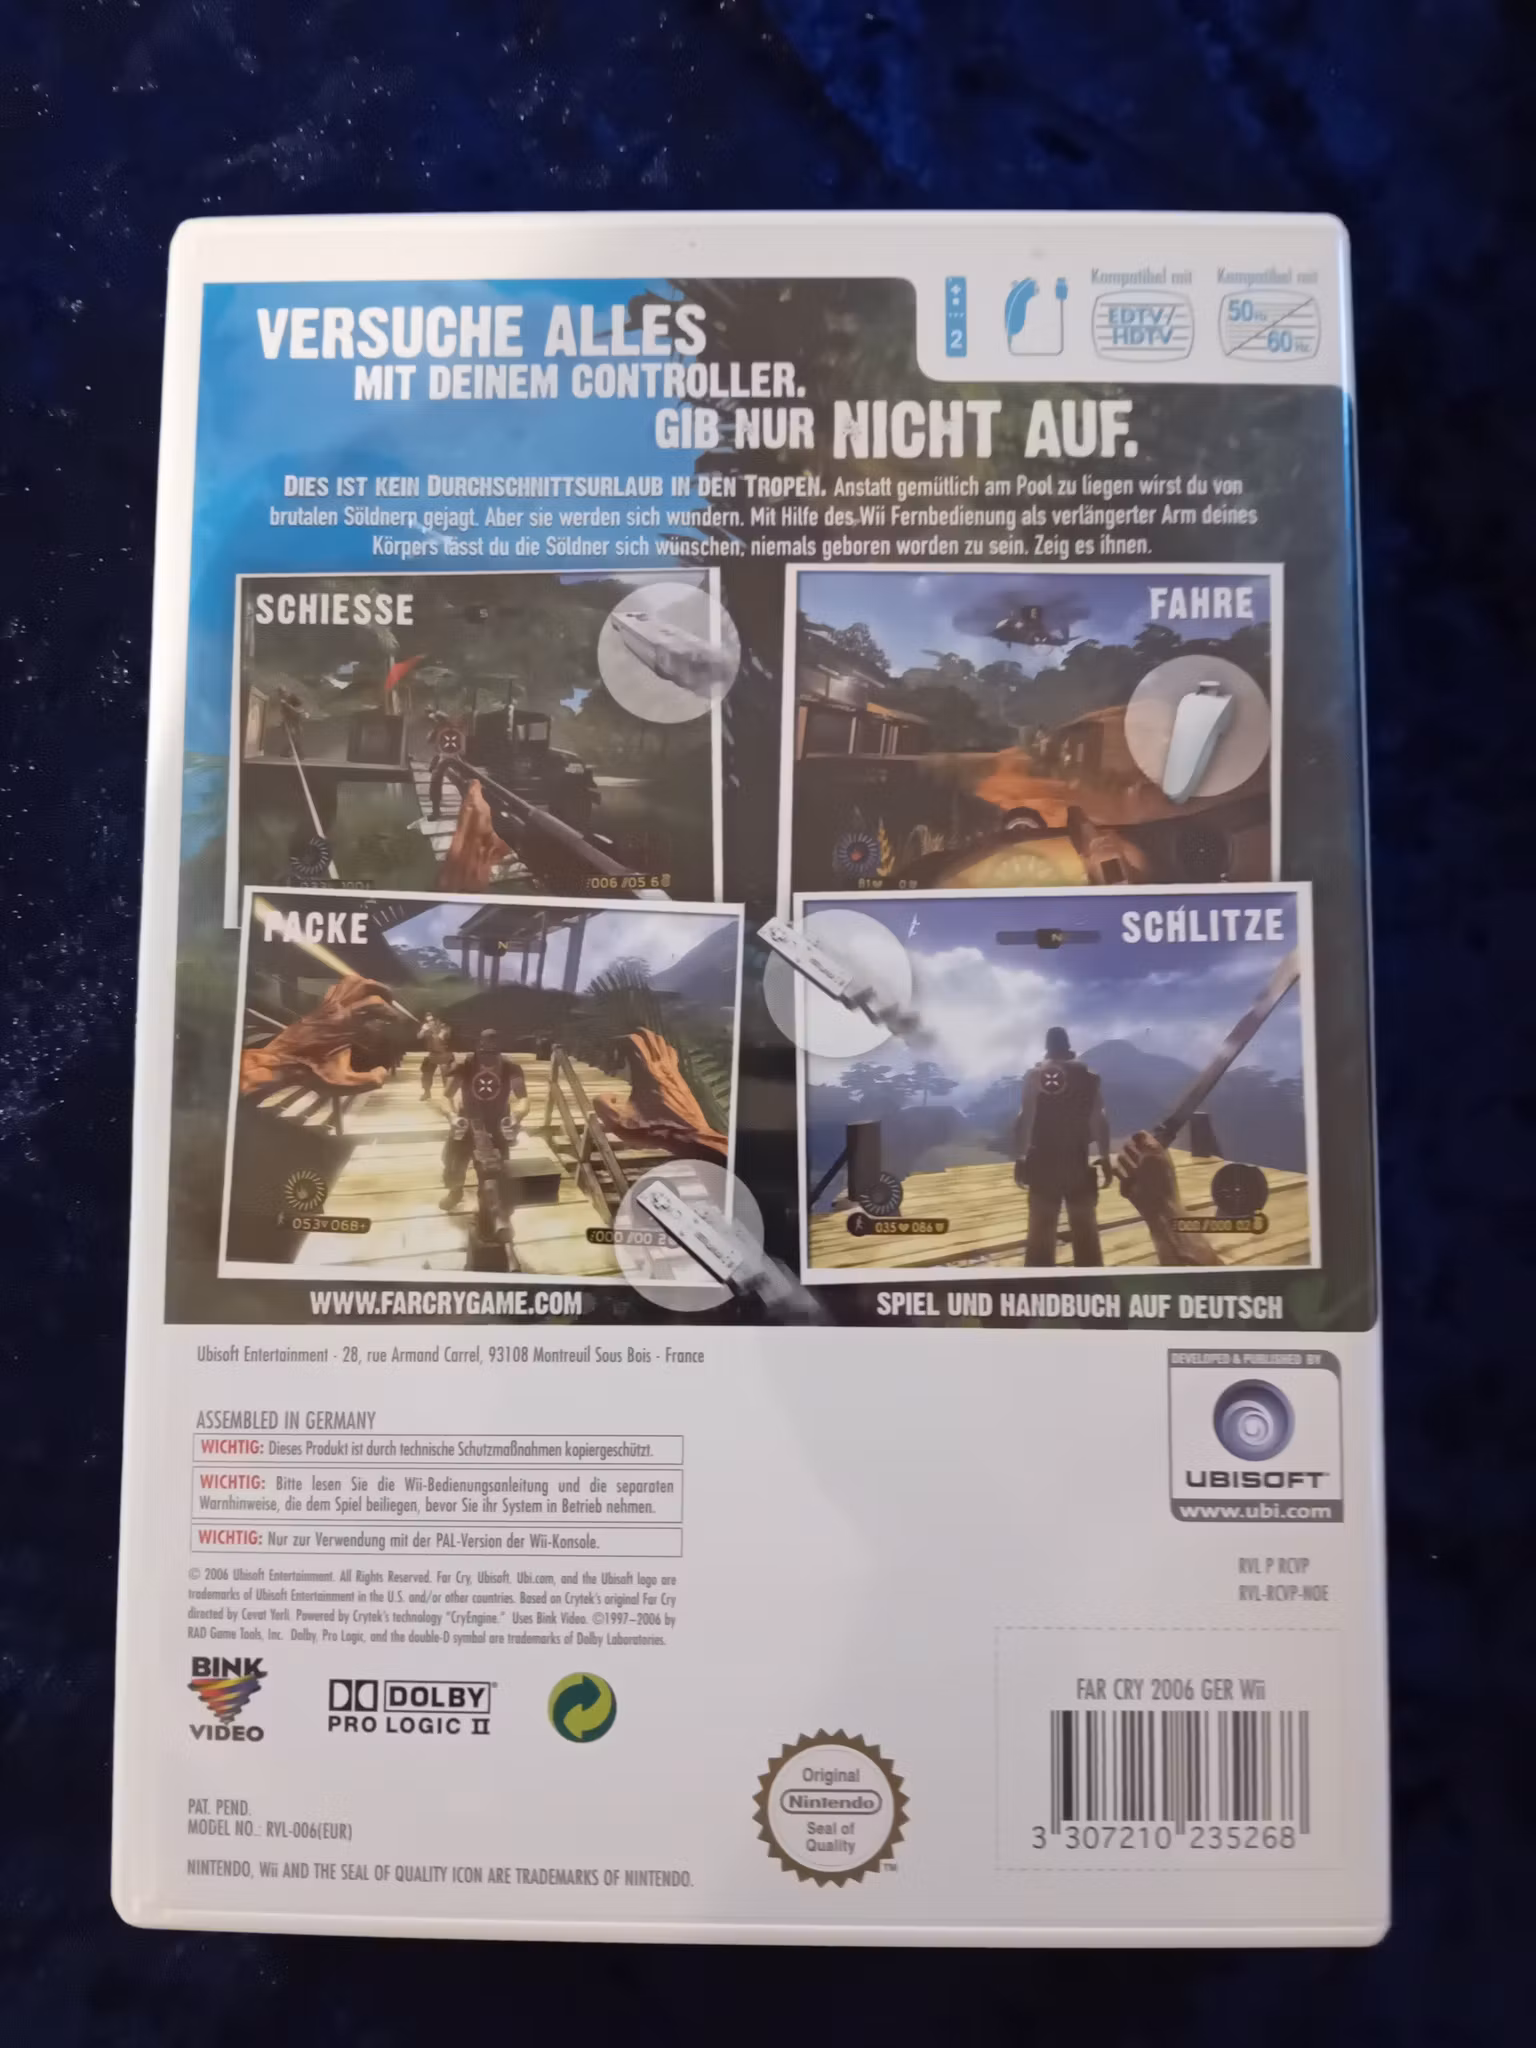 Kompatibel mit
EDTV/
HDTV
Kompatibel mit
50Hz
60Hz
2
VERSUCHE ALLES
MIT DEINEM CONTROLLER.
GIB NUR NICHT AUF.
DIES IST KEIN DURCHSCHNITTSURLAUB IN DEN TROPEN. Anstatt gemütlich am Pool zu liegen wirst du von
brutalen Söldnern gejagt. Aber sie werden sich wundern. Mit Hilfe des Wii Fernbedienung als verlängerter Arm deines
Körpers lässt du die Söldner sich wünschen, niemals geboren worden zu sein. Zeig es ihnen.
SCHIESSE
S
FAHRE
E
PACKE
N
053 068+
SCHLITZE
N
035 086
000/000 02
WWW.FARCRYGAME.COM
SPIEL UND HANDBUCH AUF DEUTSCH
Ubisoft Entertainment - 28, rue Armand Carrel, 93108 Montreuil Sous Bois - France
DEVELOPED & PUBLISHED BY
UBISOFT™
www.ubi.com
ASSEMBLED IN GERMANY
WICHTIG: Dieses Produkt ist durch technische Schutzmaßnahmen kopiergeschützt.
WICHTIG: Bitte lesen Sie die Wii-Bedienungsanleitung und die separaten
Warnhinweise, die dem Spiel beiliegen, bevor Sie ihr System in Betrieb nehmen.
WICHTIG: Nur zur Verwendung mit der PAL-Version der Wii-Konsole.
RVL P RCVP
RVL-RCVP-NOE
© 2006 Ubisoft Entertainment. All Rights Reserved. Far Cry, Ubisoft, Ubi.com, and the Ubisoft logo are
trademarks of Ubisoft Entertainment in the U.S. and/or other countries. Based on Crytek's original Far Cry
directed by Cevat Yerli. Powered by Crytek's technology "CryEngine." Uses Bink Video. ©1997–2006 by
RAD Game Tools, Inc. Dolby, Pro Logic, and the double-D symbol are trademarks of Dolby Laboratories.
BINK
VIDEO
DOLBY®
PRO LOGIC II
FAR CRY 2006 GER Wii
3 307210 235268
Original
Nintendo
Seal of
Quality
TM
PAT. PEND.
MODEL NO.: RVL-006(EUR)
NINTENDO, Wii AND THE SEAL OF QUALITY ICON ARE TRADEMARKS OF NINTENDO.